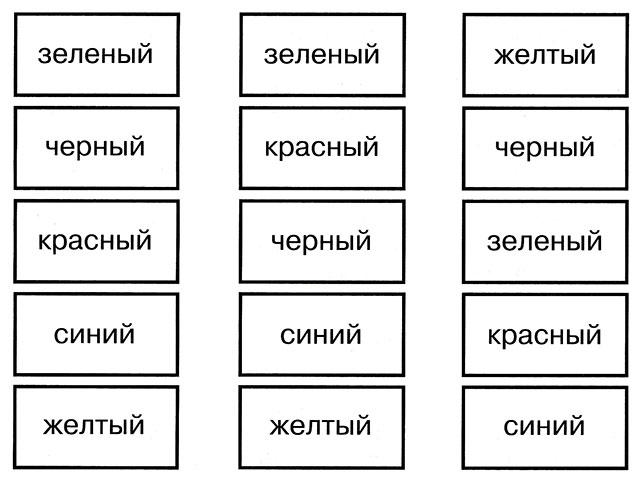 зеленый зеленый желтый
черный красный черный
красный черный зеленый
синий синий красный
желтый желтый синий